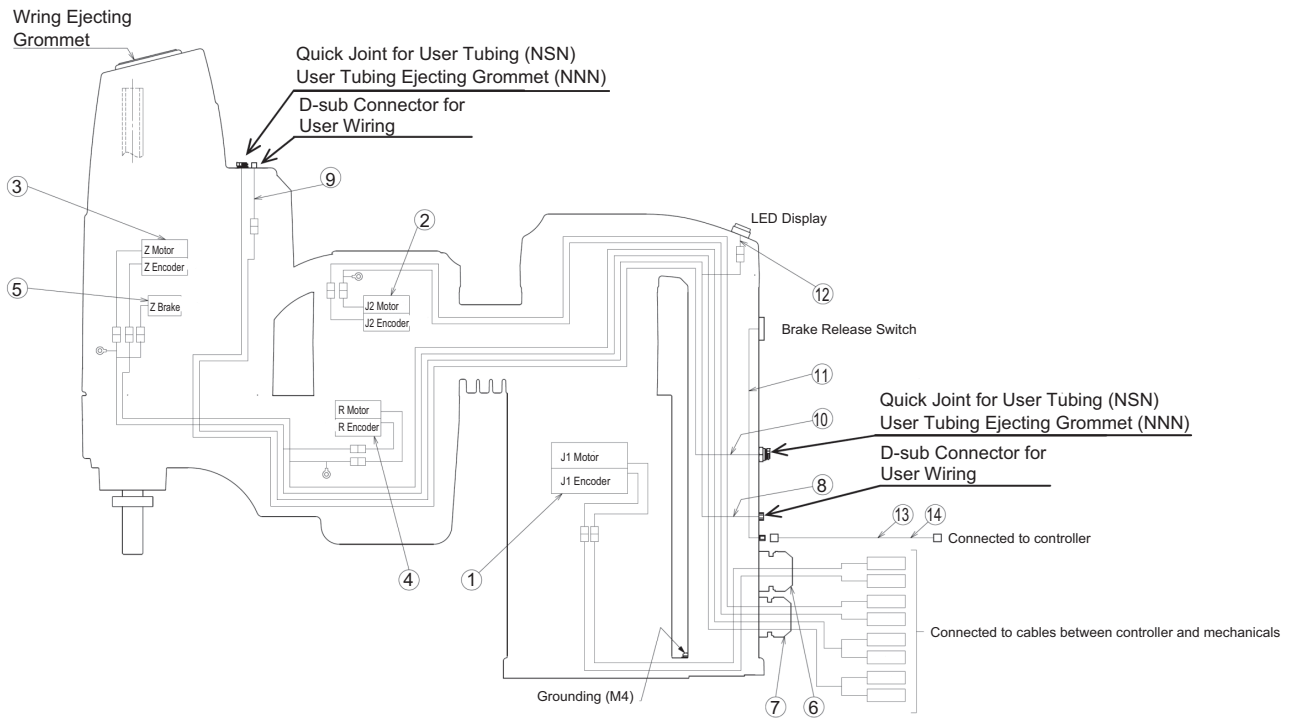 Wring Ejecting
Grommet
Quick Joint for User Tubing (NSN)
User Tubing Ejecting Grommet (NNN)
D-sub Connector for
User Wiring
9
3
2
LED Display
Z Motor
Z Encoder
5
Z Brake
J2 Motor
J2 Encoder
12
Brake Release Switch
11
Quick Joint for User Tubing (NSN)
User Tubing Ejecting Grommet (NNN)
R Motor
R Encoder
10
D-sub Connector for
User Wiring
J1 Motor
J1 Encoder
8
13
14
Connected to controller
4
1
Connected to cables between controller and mechanicals
Grounding (M4)
7
6